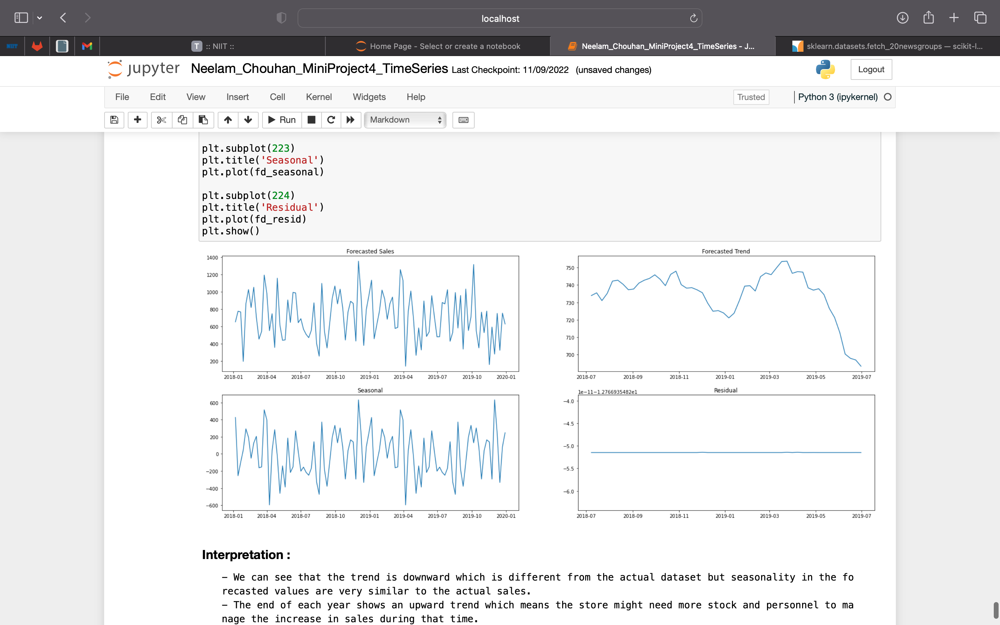 localhost
NIIT
T :: NIIT ::
Home Page - Select or create a notebook
Neelam_Chouhan_MiniProject4_TimeSeries - J...
sklearn.datasets.fetch_20newsgroups — scikit-l...
jupyter Neelam_Chouhan_MiniProject4_TimeSeries Last Checkpoint: 11/09/2022 (unsaved changes)
Logout
File Edit View Insert Cell Kernel Widgets Help
Trusted
Python 3 (ipykernel)
Run
Markdown
plt.subplot(223)
plt.title('Seasonal')
plt.plot(fd_seasonal)
plt.subplot(224)
plt.title('Residual')
plt.plot(fd_resid)
plt.show()
Forecasted Sales
1400
1200
1000
800
600
400
200
2018-01 2018-04 2018-07 2018-10 2019-01 2019-04 2019-07 2019-10 2020-01
Forecasted Trend
750
740
730
720
710
700
2018-07 2018-09 2018-11 2019-01 2019-03 2019-05 2019-07
Seasonal
600
400
200
0
−200
−400
−600
2018-01 2018-04 2018-07 2018-10 2019-01 2019-04 2019-07 2019-10 2020-01
1e−11−1.2766935482e1
Residual
−4.0
−4.5
−5.0
−5.5
−6.0
2018-07 2018-09 2018-11 2019-01 2019-03 2019-05 2019-07
Interpretation :
- We can see that the trend is downward which is different from the actual dataset but seasonality in the fo
recasted values are very similar to the actual sales.
- The end of each year shows an upward trend which means the store might need more stock and personnel to ma
nage the increase in sales during that time.